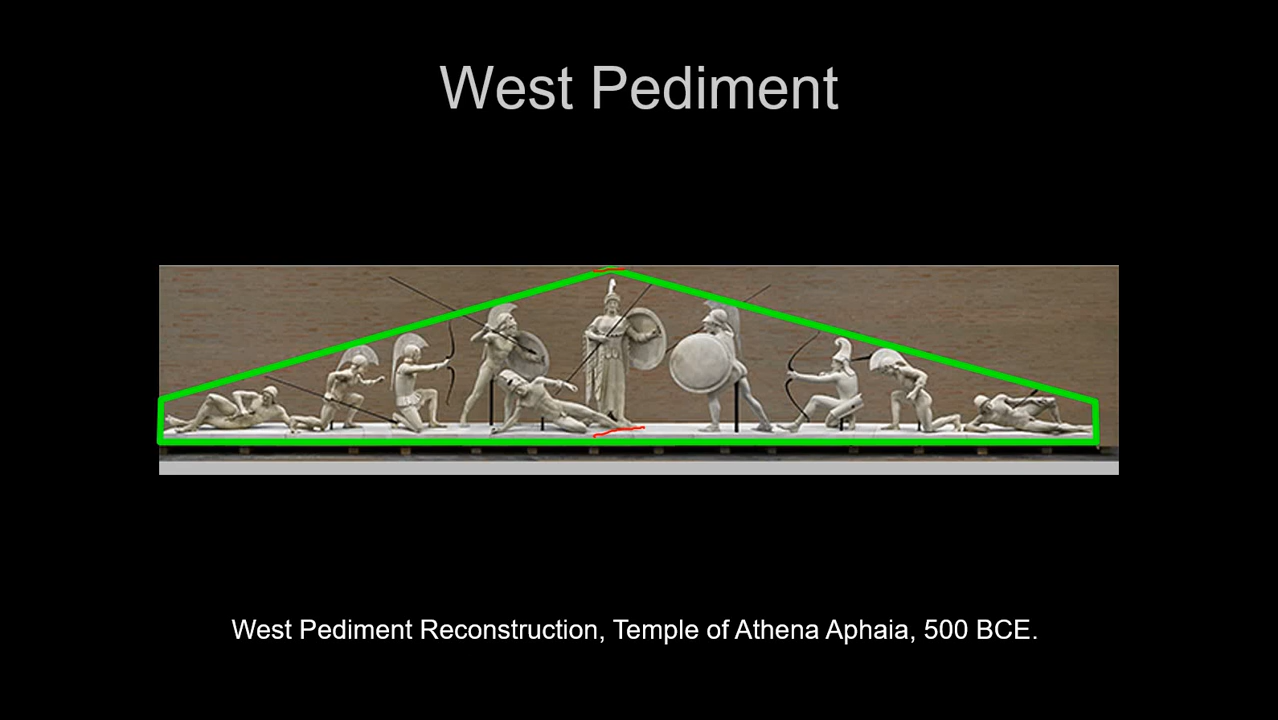 West Pediment
West Pediment Reconstruction, Temple of Athena Aphaia, 500 BCE.